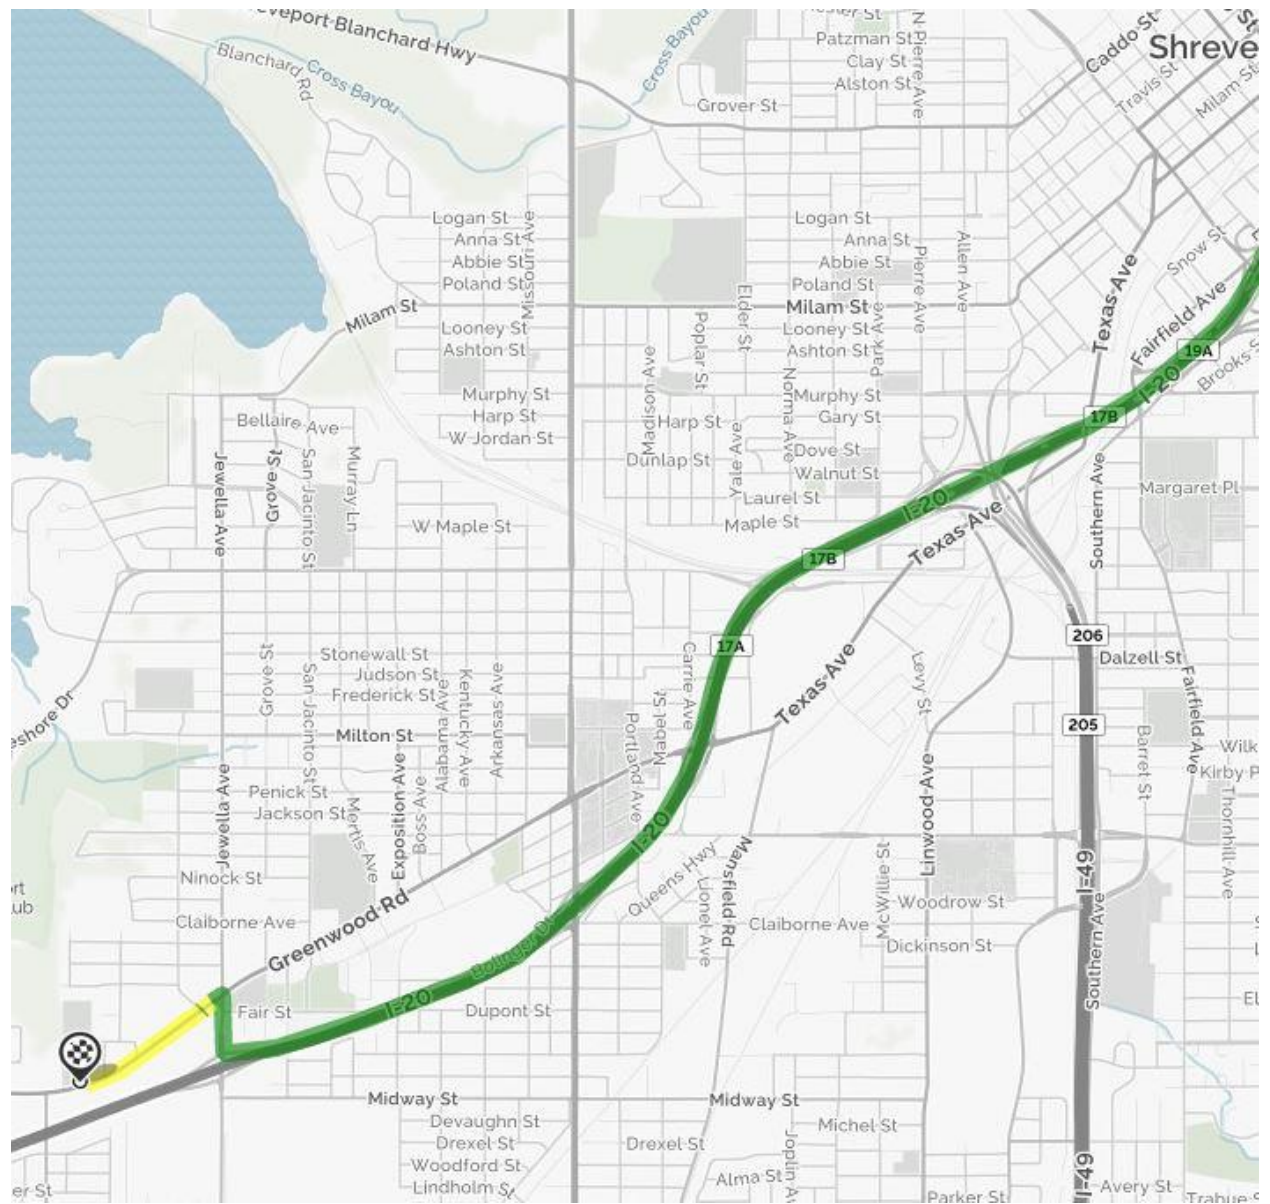 Shreveport-Blanchard Hwy
Blanchard Rd
Cross Bayou
Cross Bayou
Patzman St
Clay St
Alston St
Grover St
N Pierre Ave
Caddo St
Travis St
Milam St
Shreve
Logan St
Anna St
Abbie St
Poland St
Missouri Ave
Milam St
Looney St
Ashton St
Murphy St
Harp St
W Jordan St
Logan St
Anna St
Abbie St
Poland St
Milam St
Looney St
Ashton St
Murphy St
Gary St
Dove St
Walnut St
Laurel St
Maple St
Pierre Ave
Allen Ave
Park Ave
Elder St
Poplar St
Norma Ave
Madison Ave
Yale Ave
Harp St
Dunlap St
Texas Ave
Snow St
Fairfield Ave
Brooks S
19A
I-20
17B
Bellaire Ave
Jewella Ave
Grove St
San Jacinto St
Murray Ln
W Maple St
I-20
Texas Ave
17B
Southern Ave
Margaret Pl
17A
206
Dalzell St
205
Grove St
San Jacinto St
Stonewall St
Judson St
Frederick St
Milton St
Alabama Ave
Kentucky Ave
Arkansas Ave
Carrie Ave
Mabel St
Portland Ave
Texas Ave
Levy St
Linwood Ave
Fairfield Ave
Barret St
Wilk
Kirby P
Thornhill Ave
eshore Dr
Jewella Ave
Penick St
Jackson St
Mertis Ave
Exposition Ave
Boss Ave
Ninock St
Claiborne Ave
Greenwood Rd
I-20
Queens Hwy
Lionel Ave
Mansfield Rd
Claiborne Ave
McWillie St
Woodrow St
Dickinson St
I-49
Southern Ave
ort
ub
Bolinger Dr
I-20
Fair St
Dupont St
El
Midway St
Devaughn St
Drexel St
Woodford St
Lindholm St
Midway St
Drexel St
Alma St
Joplin Av
Michel St
Parker St
I-49
Avery St
Trabue S
er St